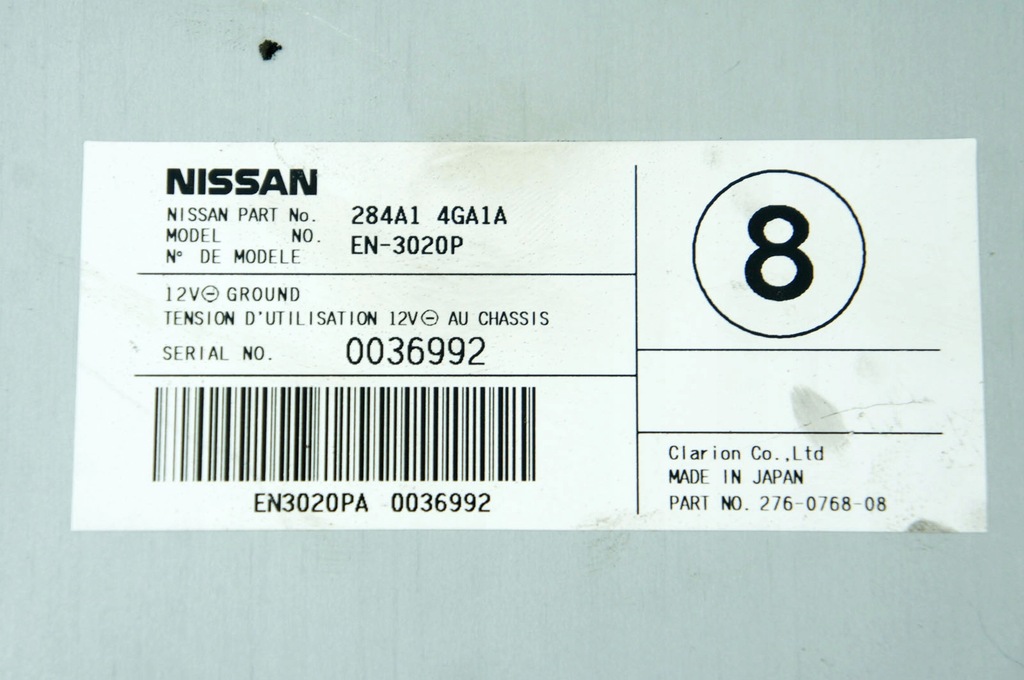 NISSAN
NISSAN PART No. 284A1 4GA1A
MODEL NO. EN-3020P
N° DE MODELE
12V⊖ GROUND
TENSION D'UTILISATION 12V⊖ AU CHASSIS
SERIAL NO. 0036992
EN3020PA 0036992
8
Clarion Co.,Ltd
MADE IN JAPAN
PART NO. 276-0768-08